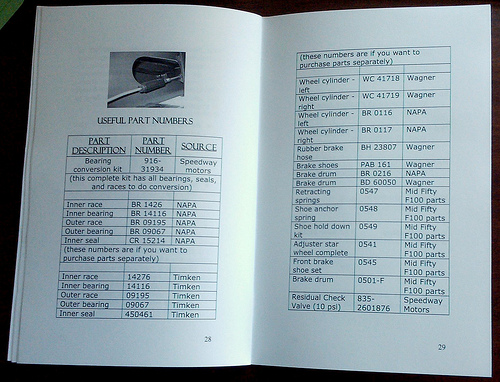 USEFUL PART NUMBERS
PART DESCRIPTION PART NUMBER SOURCE
Bearing conversion kit 916-31934 Speedway motors
(this complete kit has all bearings, seals, and races to do conversion)
Inner race BR 1426 NAPA
Inner bearing BR 14116 NAPA
Outer race BR 09195 NAPA
Outer bearing BR 09067 NAPA
Inner seal CR 15214 NAPA
(these numbers are if you want to purchase parts separately)
Inner race 14276 Timken
Inner bearing 14116 Timken
Outer race 09195 Timken
Outer bearing 09067 Timken
Inner seal 450461 Timken
28
(these numbers are if you want to purchase parts separately)
Wheel cylinder - left WC 41718 Wagner
Wheel cylinder - right WC 41719 Wagner
Wheel cylinder - left BR 0116 NAPA
Wheel cylinder - right BR 0117 NAPA
Rubber brake hose BH 23807 Wagner
Brake shoes PAB 161 Wagner
Brake drum BR 0216 NAPA
Brake drum BD 60050 Wagner
Retracting springs 0547 Mid Fifty F100 parts
Shoe anchor spring 0548 Mid Fifty F100 parts
Shoe hold down kit 0549 Mid Fifty F100 parts
Adjuster star wheel complete 0541 Mid Fifty F100 parts
Front brake shoe set 0545 Mid Fifty F100 parts
Brake drum 0501-F Mid Fifty F100 parts
Residual Check Valve (10 psi) 835-2601876 Speedway Motors
29